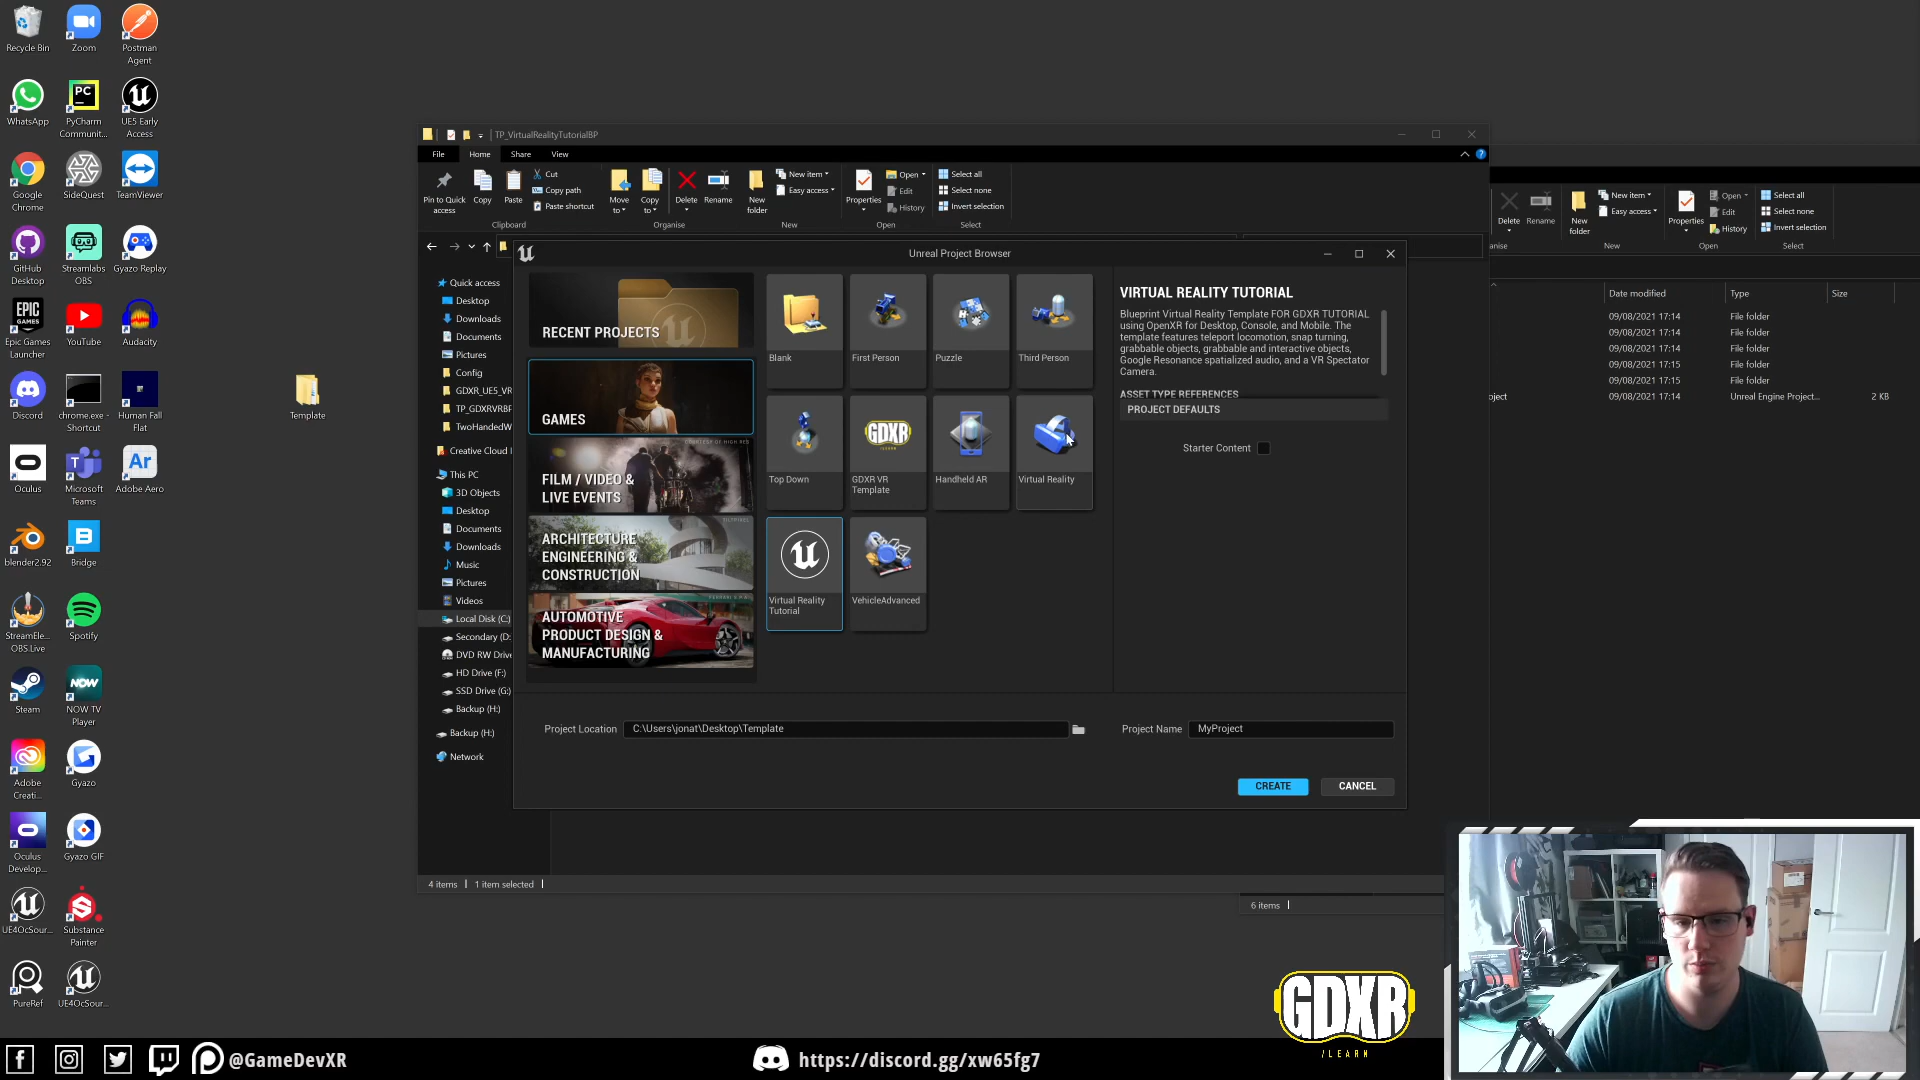 Recycle Bin
Zoom
Postman
Agent
WhatsApp
PyCharm
Communit...
UE5 Early
Access
Google
Chrome
SideQuest
TeamViewer
GitHub
Desktop
Streamlabs
OBS
Gyazo Replay
Epic Games
Launcher
YouTube
Audacity
Discord
chrome.exe -
Shortcut
Human Fall
Flat
Oculus
Microsoft
Teams
Adobe Aero
blender2.92
Bridge
StreamEle...
OBS.Live
Spotify
Steam
NOW TV
Player
Adobe
Creati...
Gyazo
Oculus
Develop...
Gyazo GIF
UE4OcSour...
Substance
Painter
PureRef
UE4OcSour...
Template
TP_VirtualRealityTutorialBP
File
Home
Share
View
Pin to Quick
access
Copy
Paste
Cut
Copy path
Paste shortcut
Move
to
Copy
to
Delete
Rename
New
folder
New item
Easy access
Properties
Open
Edit
History
Select all
Select none
Invert selection
Clipboard
Organise
New
Open
Select
Quick access
Desktop
Downloads
Documents
Pictures
Config
GDXR_UE5_VR
TP_GDXRVRBP
TwoHandedW
Creative Cloud
This PC
3D Objects
Desktop
Documents
Downloads
Music
Pictures
Videos
Local Disk (C:)
Secondary (D:
DVD RW Drive
HD Drive (F:)
SSD Drive (G:)
Backup (H:)
Backup (H:)
Network
4 items
1 item selected
Unreal Project Browser
RECENT PROJECTS
GAMES
FILM / VIDEO &
LIVE EVENTS
ARCHITECTURE
ENGINEERING &
CONSTRUCTION
AUTOMOTIVE
PRODUCT DESIGN &
MANUFACTURING
Blank
First Person
Puzzle
Third Person
Top Down
GDXR
GDXR VR
Template
Handheld AR
Virtual Reality
Virtual Reality
Tutorial
VehicleAdvanced
VIRTUAL REALITY TUTORIAL
Blueprint Virtual Reality Template FOR GDXR TUTORIAL
using OpenXR for Desktop, Console, and Mobile. The
template features teleport locomotion, snap turning,
grabbable objects, grabbable and interactive objects,
Google Resonance spatialized audio, and a VR Spectator
Camera.
ASSET TYPE REFERENCES
PROJECT DEFAULTS
Starter Content
Project Location
C:\Users\jonat\Desktop\Template
Project Name
MyProject
CREATE
CANCEL
Delete
Rename
New
folder
New item
Easy access
Properties
Open
Edit
History
Select all
Select none
Invert selection
anise
New
Open
Select
Date modified
Type
Size
09/08/2021 17:14
File folder
09/08/2021 17:14
File folder
09/08/2021 17:14
File folder
09/08/2021 17:15
File folder
09/08/2021 17:15
File folder
oject
09/08/2021 17:14
Unreal Engine Project...
2 KB
6 items
GDXR
/LEARN
@GameDevXR
https://discord.gg/xw65fg7